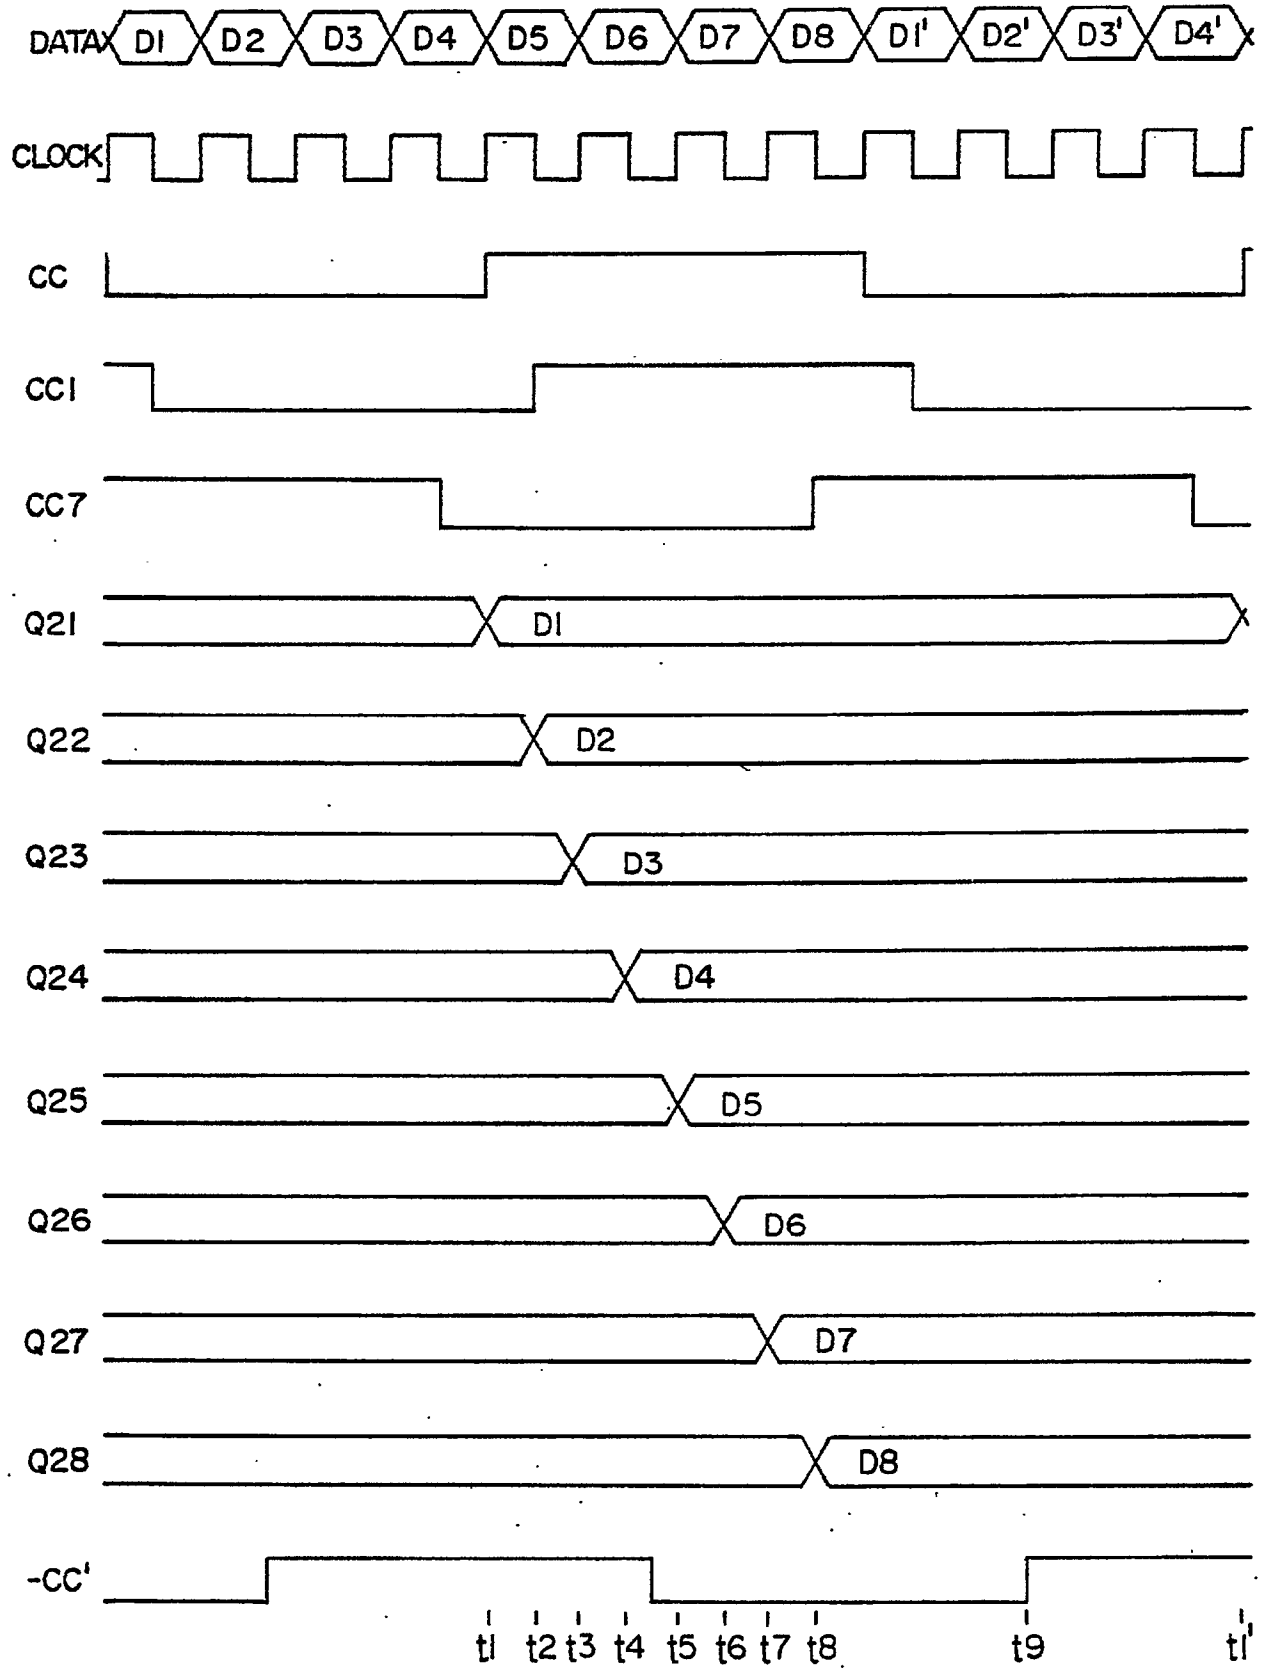 DATA D1 D2 D3 D4 D5 D6 D7 D8 D1' D2' D3' D4'
CLOCK
CC
CC1
CC7
Q21 D1
Q22 D2
Q23 D3
Q24 D4
Q25 D5
Q26 D6
Q27 D7
Q28 D8
-CC'
t1 t2 t3 t4 t5 t6 t7 t8 t9 t1'